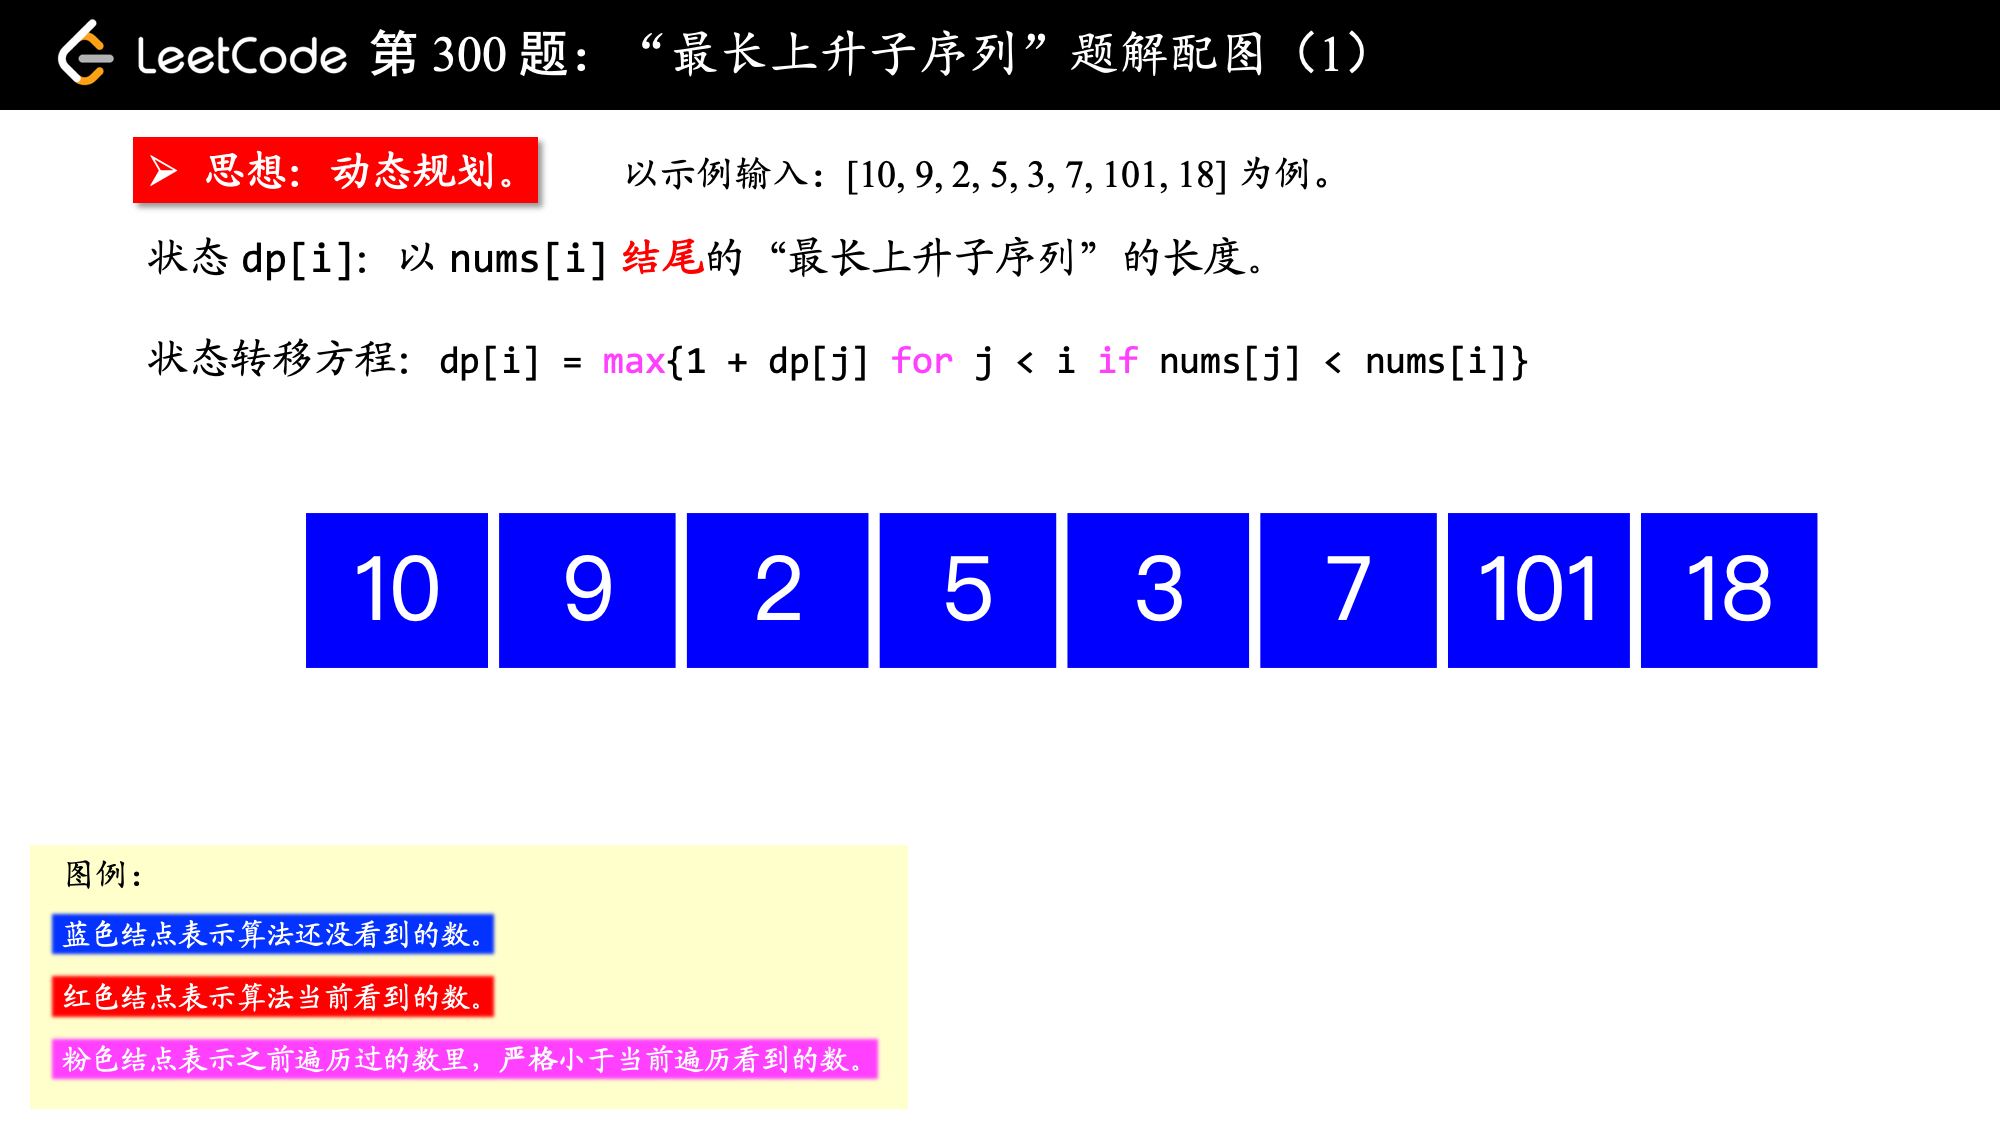 LeetCode 第 300 题：“最长上升子序列”题解配图（1）
➢ 思想：动态规划。
以示例输入：[10, 9, 2, 5, 3, 7, 101, 18] 为例。
状态 dp[i]：以 nums[i] 结尾的“最长上升子序列”的长度。
状态转移方程：dp[i] = max{1 + dp[j] for j < i if nums[j] < nums[i]}
10 9 2 5 3 7 101 18
图例：
蓝色结点表示算法还没看到的数。
红色结点表示算法当前看到的数。
粉色结点表示之前遍历过的数里，严格小于当前遍历看到的数。